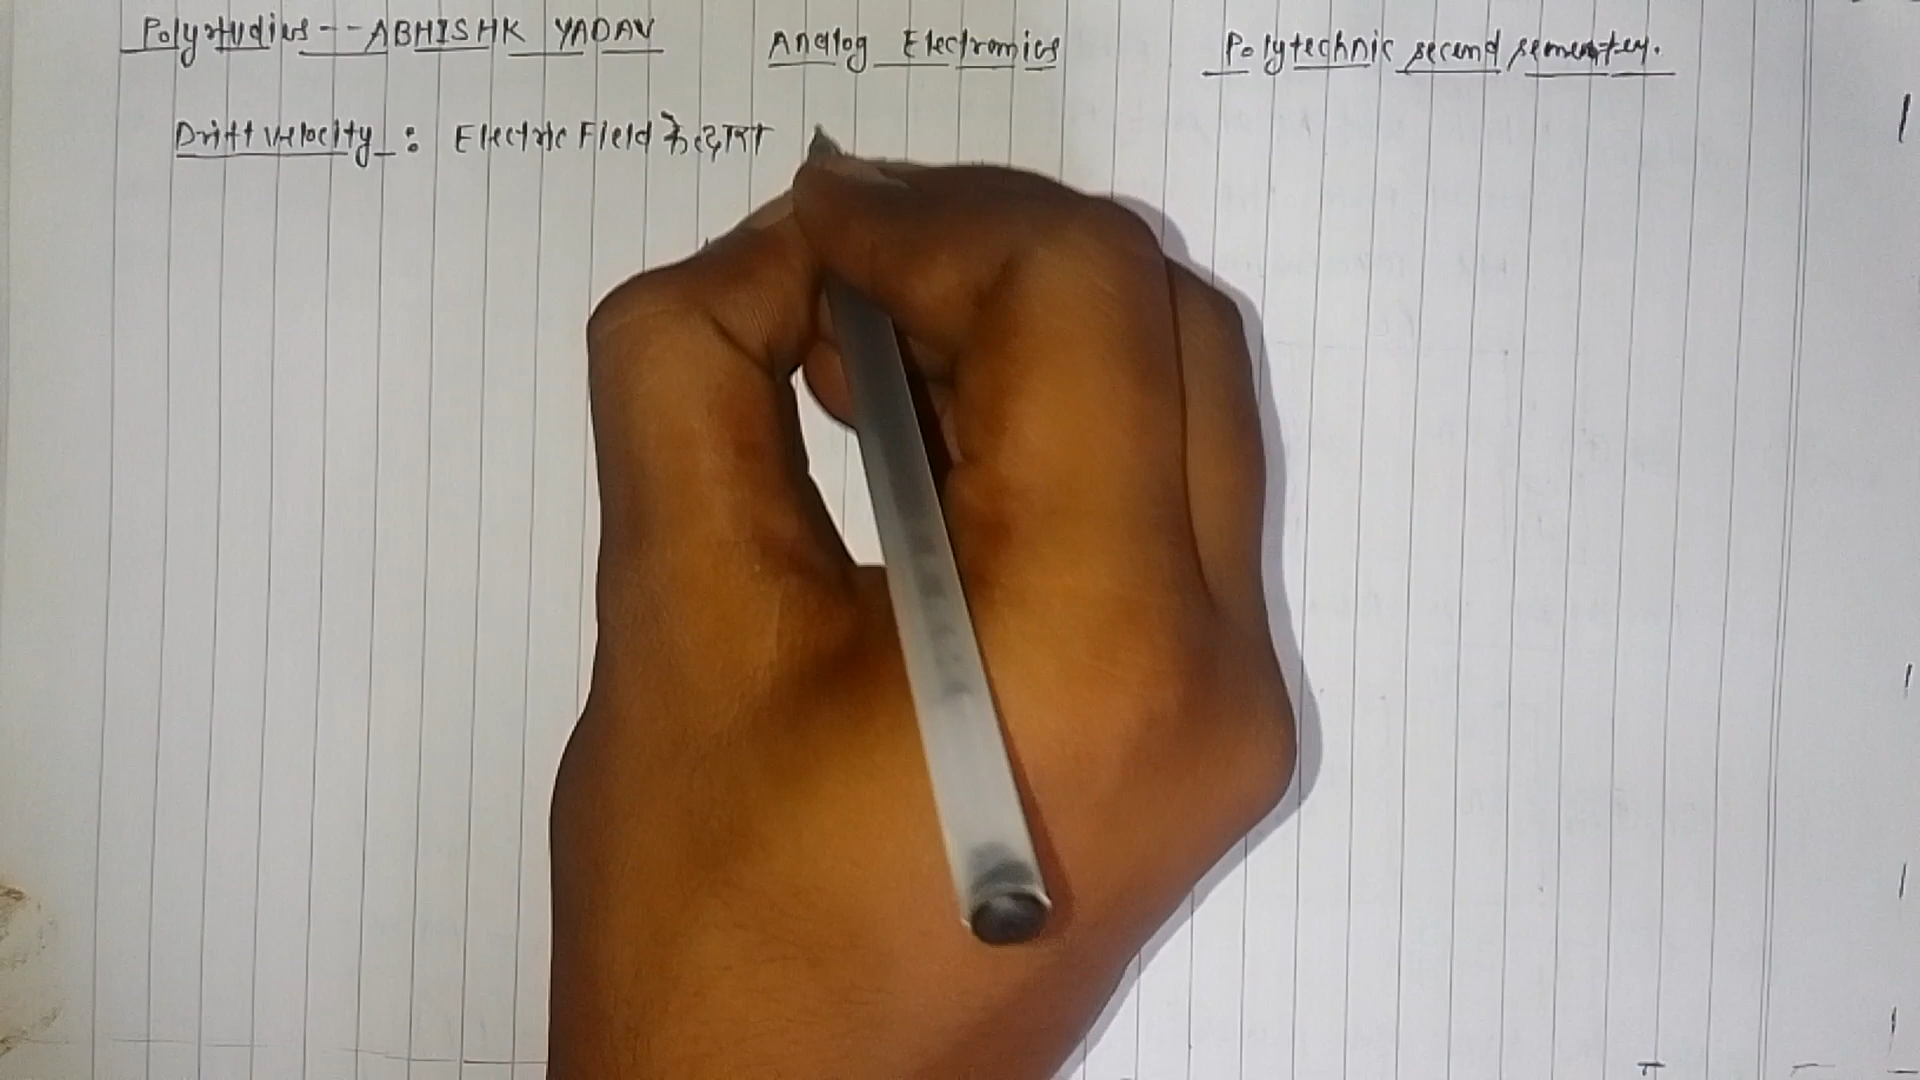 Polystudies -- ABHISHK YADAV Analog Electronics Polytechnic second semester.
Drift Velocity : Electric Field के द्वारा